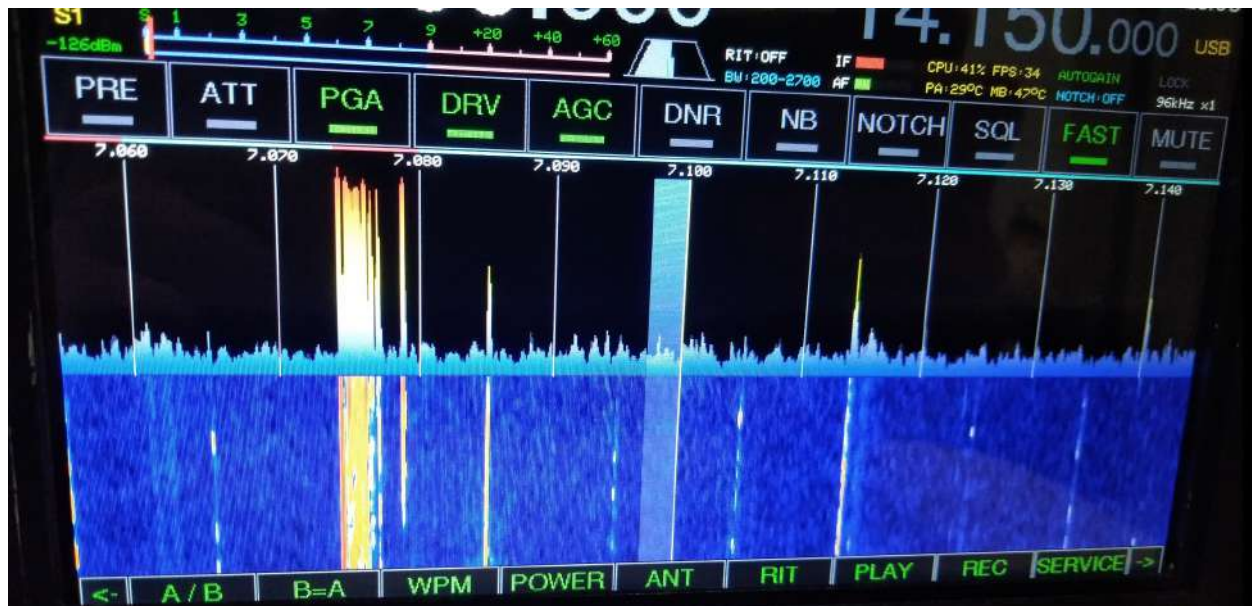 S1 S 1 3 5 7 9 +20 +40 +60
-126dBm
14.150.000 USB
RIT:OFF IF
BW:200-2700 AF
CPU:41% FPS:34 AUTOGAIN LOCK
PA:29°C MB:47°C NOTCH:OFF 96kHz x1
PRE ATT PGA DRV AGC DNR NB NOTCH SQL FAST MUTE
7.060 7.070 7.080 7.090 7.100 7.110 7.120 7.130 7.140
<- A / B B=A WPM POWER ANT RIT PLAY REC SERVICE ->